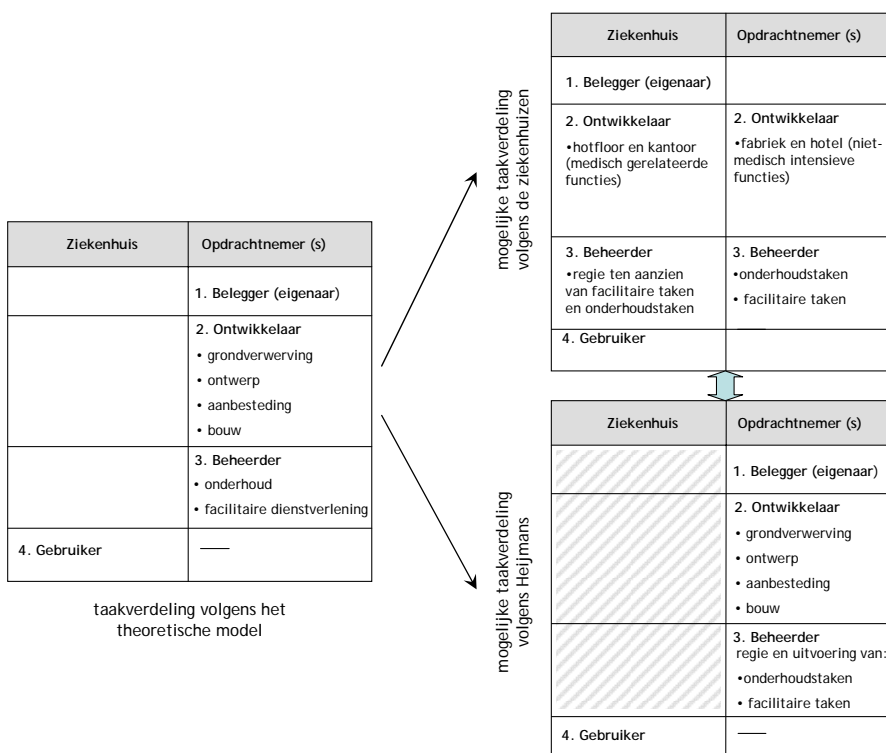 Ziekenhuis
Opdrachtnemer (s)
1. Belegger (eigenaar)
2. Ontwikkelaar
• grondverwerving
• ontwerp
• aanbesteding
• bouw
3. Beheerder
• onderhoud
• facilitaire dienstverlening
4. Gebruiker
taakverdeling volgens het
theoretische model
mogelijke taakverdeling
volgens de ziekenhuizen
Ziekenhuis
Opdrachtnemer (s)
1. Belegger (eigenaar)
2. Ontwikkelaar
•hotfloor en kantoor
(medisch gerelateerde
functies)
2. Ontwikkelaar
•fabriek en hotel (niet-
medisch intensieve
functies)
3. Beheerder
•regie ten aanzien
van facilitaire taken
en onderhoudstaken
3. Beheerder
•onderhoudstaken
• facilitaire taken
4. Gebruiker
mogelijke taakverdeling
volgens Heijmans
Ziekenhuis
Opdrachtnemer (s)
1. Belegger (eigenaar)
2. Ontwikkelaar
• grondverwerving
• ontwerp
• aanbesteding
• bouw
3. Beheerder
regie en uitvoering van:
•onderhoudstaken
• facilitaire taken
4. Gebruiker